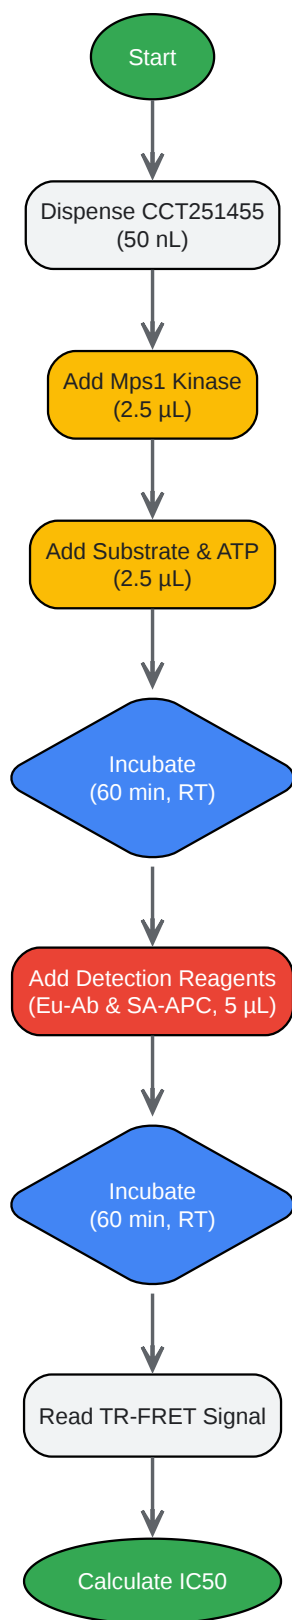 Start
Dispense CCT251455
(50 nL)
Add Mps1 Kinase
(2.5 µL)
Add Substrate & ATP
(2.5 µL)
Incubate
(60 min, RT)
Add Detection Reagents
(Eu-Ab & SA-APC, 5 µL)
Incubate
(60 min, RT)
Read TR-FRET Signal
Calculate IC50